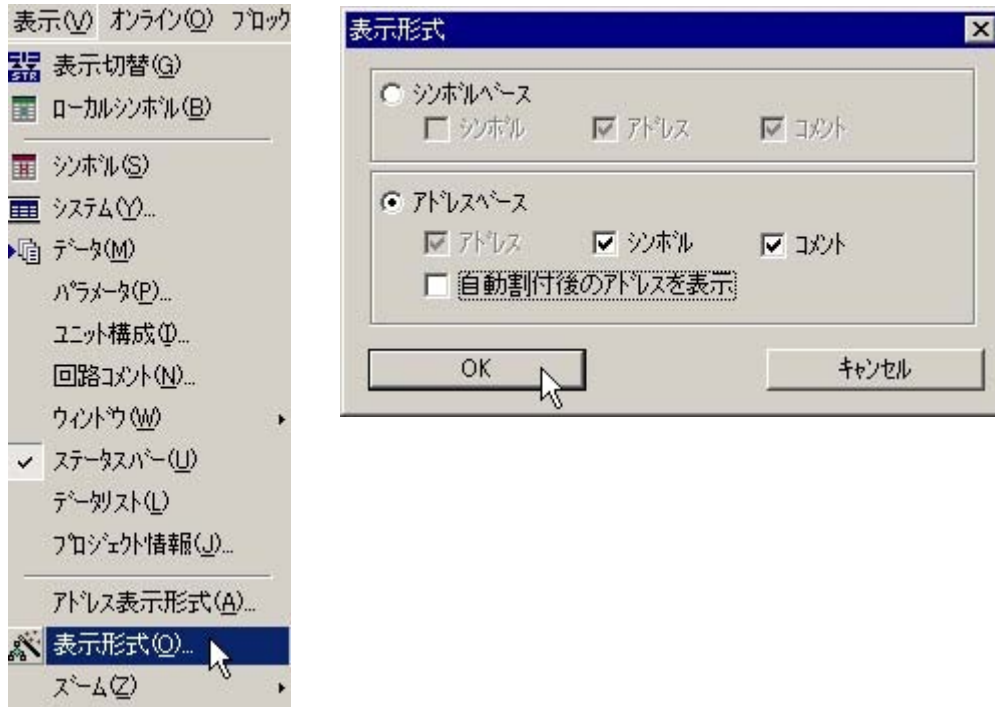 表示(V) オンライン(O) ブロック
STR 表示切替(G)
ローカルシンボル(B)
シンボル(S)
システム(Y)...
データ(M)
パラメータ(P)...
ユニット構成(I)...
回路コメント(N)...
ウィンドウ(W)
ステータスバー(U)
データリスト(L)
プロジェクト情報(J)...
アドレス表示形式(A)...
表示形式(O)...
ズーム(Z)
表示形式
シンボルベース
シンボル アドレス コメント
アドレスベース
アドレス シンボル コメント
自動割付後のアドレスを表示
OK キャンセル